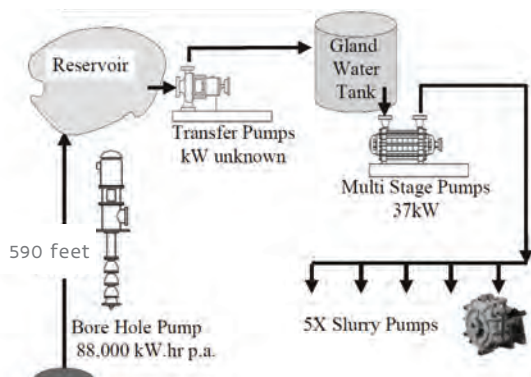 Reservoir
Gland
Water
Tank
Transfer Pumps
kW unknown
Multi Stage Pumps
37kW
590 feet
Bore Hole Pump
88,000 kW.hr p.a.
5X Slurry Pumps